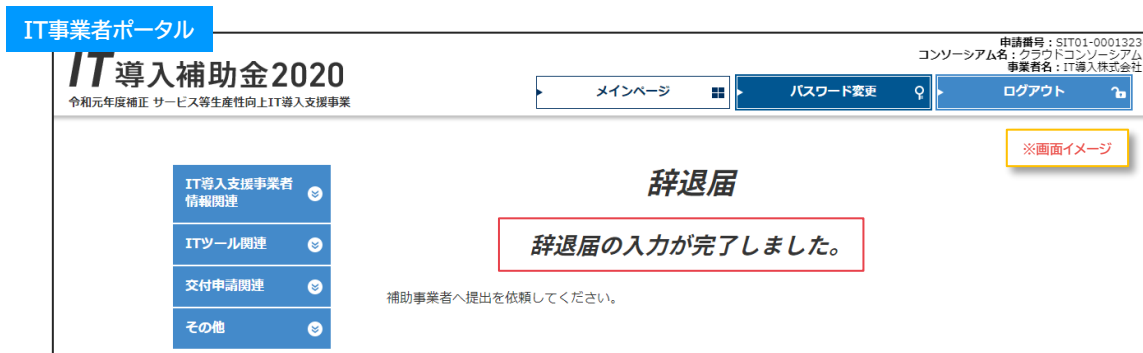 IT事業者ポータル
申請番号：SIT01-0001323
コンソーシアム名：クラウドコンソーシアム
事業者名：IT導入株式会社
IT導入補助金2020
令和元年度補正 サービス等生産性向上IT導入支援事業
メインページ
パスワード変更
ログアウト
※画面イメージ
IT導入支援事業者
情報関連
ITツール関連
交付申請関連
その他
辞退届
辞退届の入力が完了しました。
補助事業者へ提出を依頼してください。